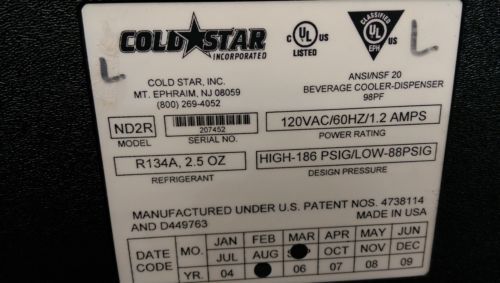 COLD STAR
INCORPORATED
UL
LISTED
C US
CLASSIFIED
UL
EPH
US
L
L
COLD STAR, INC.
MT. EPHRAIM, NJ 08059
(800) 269-4052
ANSI/NSF 20
BEVERAGE COOLER-DISPENSER
98PF
ND2R
MODEL
207452
SERIAL NO.
120VAC/60HZ/1.2 AMPS
POWER RATING
R134A, 2.5 OZ
REFRIGERANT
HIGH-186 PSIG/LOW-88PSIG
DESIGN PRESSURE
MANUFACTURED UNDER U.S. PATENT NOS. 4738114
AND D449763
MADE IN USA
DATE CODE
MO. JAN FEB MAR APR MAY JUN
JUL AUG OCT NOV DEC
YR. 04 06 07 08 09